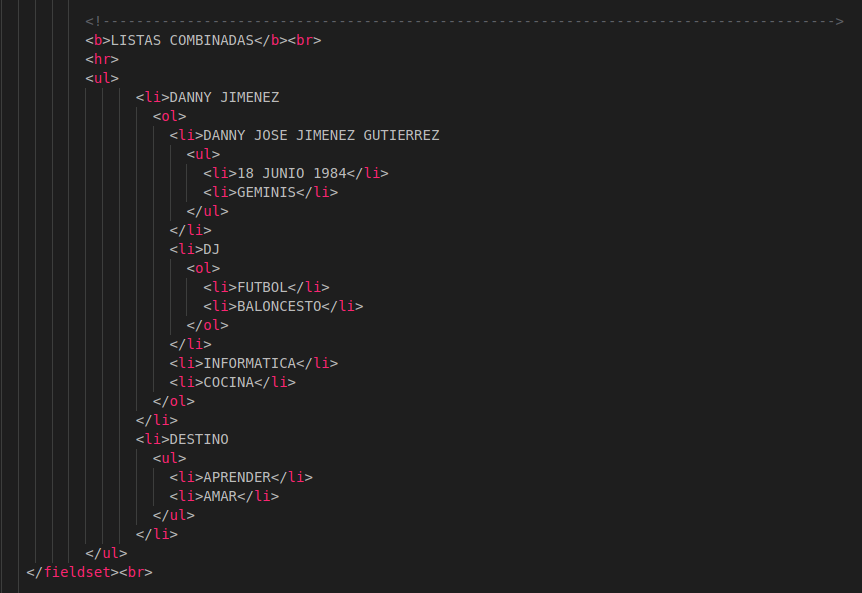 <!---------------------------------------------------------------------------------------->
<b>LISTAS COMBINADAS</b><br>
<hr>
<ul>
<li>DANNY JIMENEZ
<ol>
<li>DANNY JOSE JIMENEZ GUTIERREZ
<ul>
<li>18 JUNIO 1984</li>
<li>GEMINIS</li>
</ul>
</li>
<li>DJ
<ol>
<li>FUTBOL</li>
<li>BALONCESTO</li>
</ol>
</li>
<li>INFORMATICA</li>
<li>COCINA</li>
</ol>
</li>
<li>DESTINO
<ul>
<li>APRENDER</li>
<li>AMAR</li>
</ul>
</li>
</ul>
</fieldset><br>